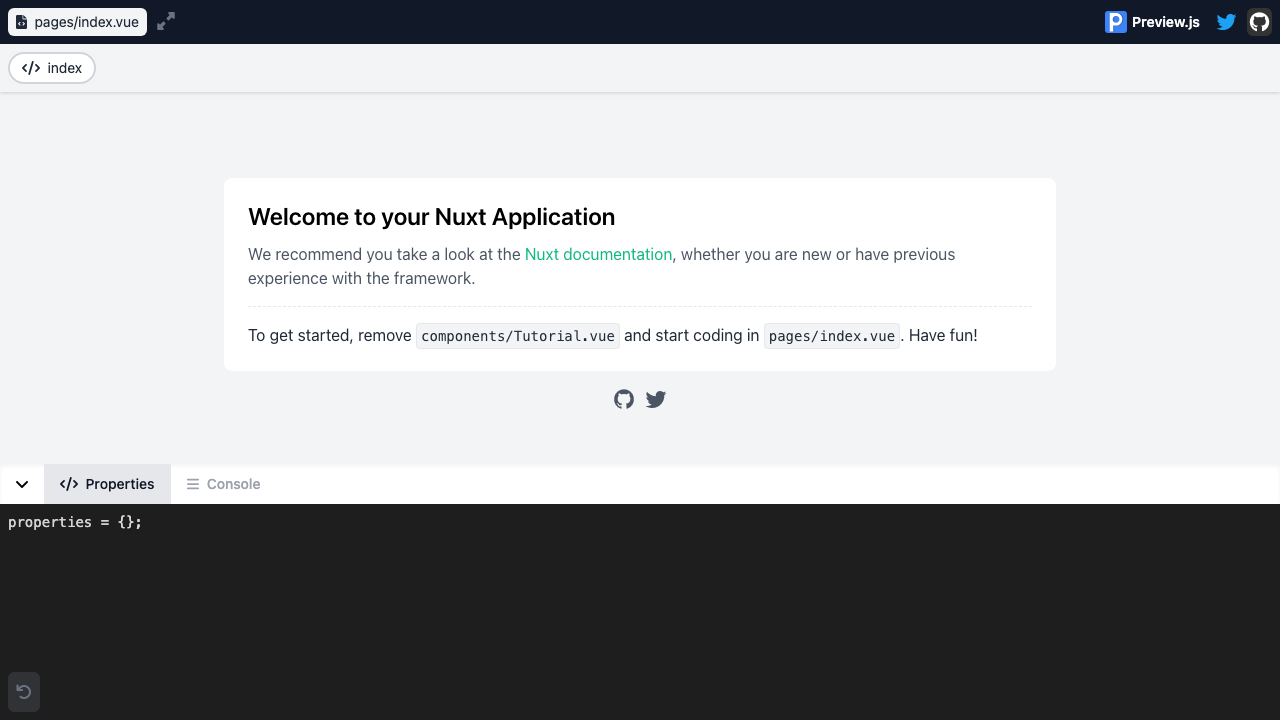 pages/index.vue
Preview.js
index
Welcome to your Nuxt Application
We recommend you take a look at the Nuxt documentation, whether you are new or have previous
experience with the framework.
To get started, remove components/Tutorial.vue and start coding in pages/index.vue. Have fun!
Properties
Console
properties = {};